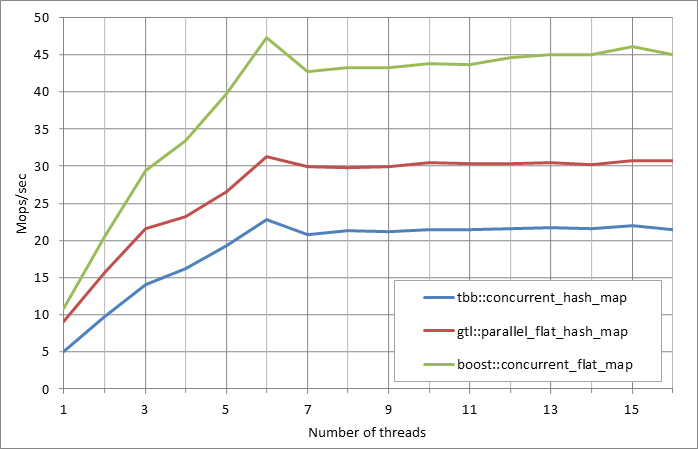 50
45
40
35
30
25
20
15
10
5
0
Mops/sec
1 3 5 7 9 11 13 15
Number of threads
tbb::concurrent_hash_map
gtl::parallel_flat_hash_map
boost::concurrent_flat_map